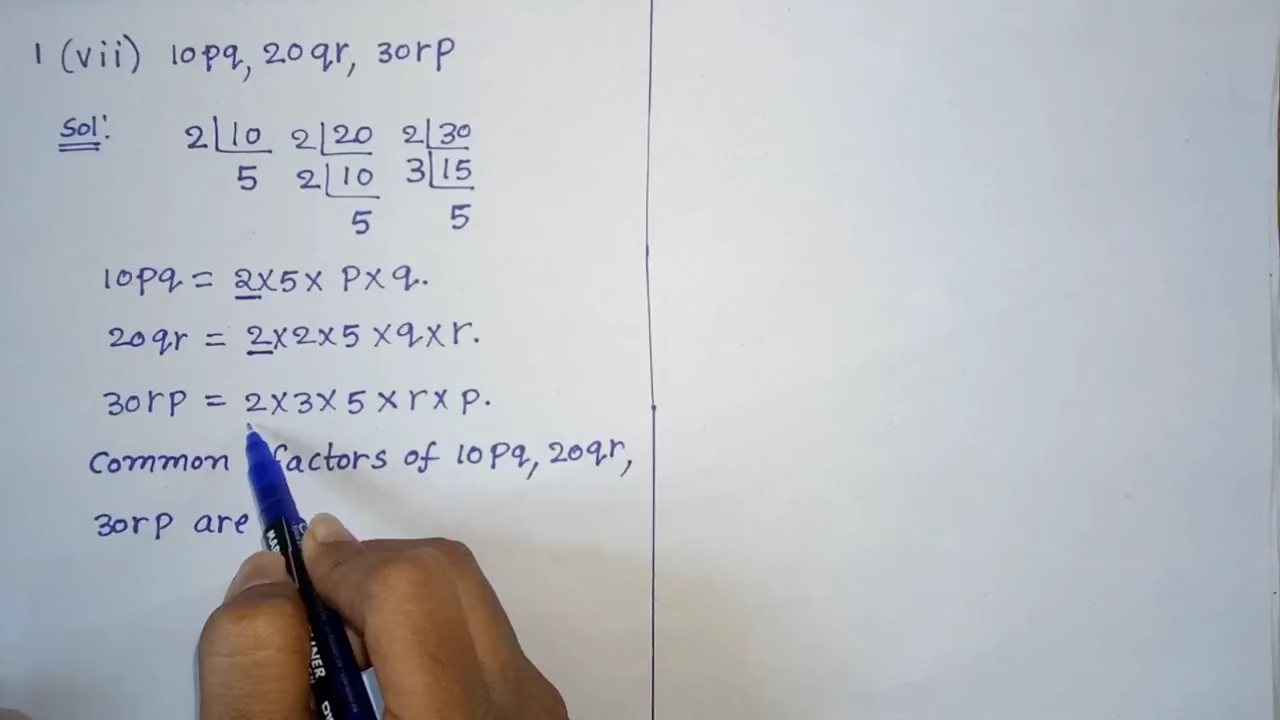 1 (vii) 10pq, 20qr, 30rp
Sol:
2 10 2 20 2 30
5 2 10 3 15
5 5
10pq = 2×5× p×q.
20qr = 2×2×5 ×q×r.
30rp = 2×3×5×r×p.
Common factors of 10pq, 20qr,
30rp are
LINER